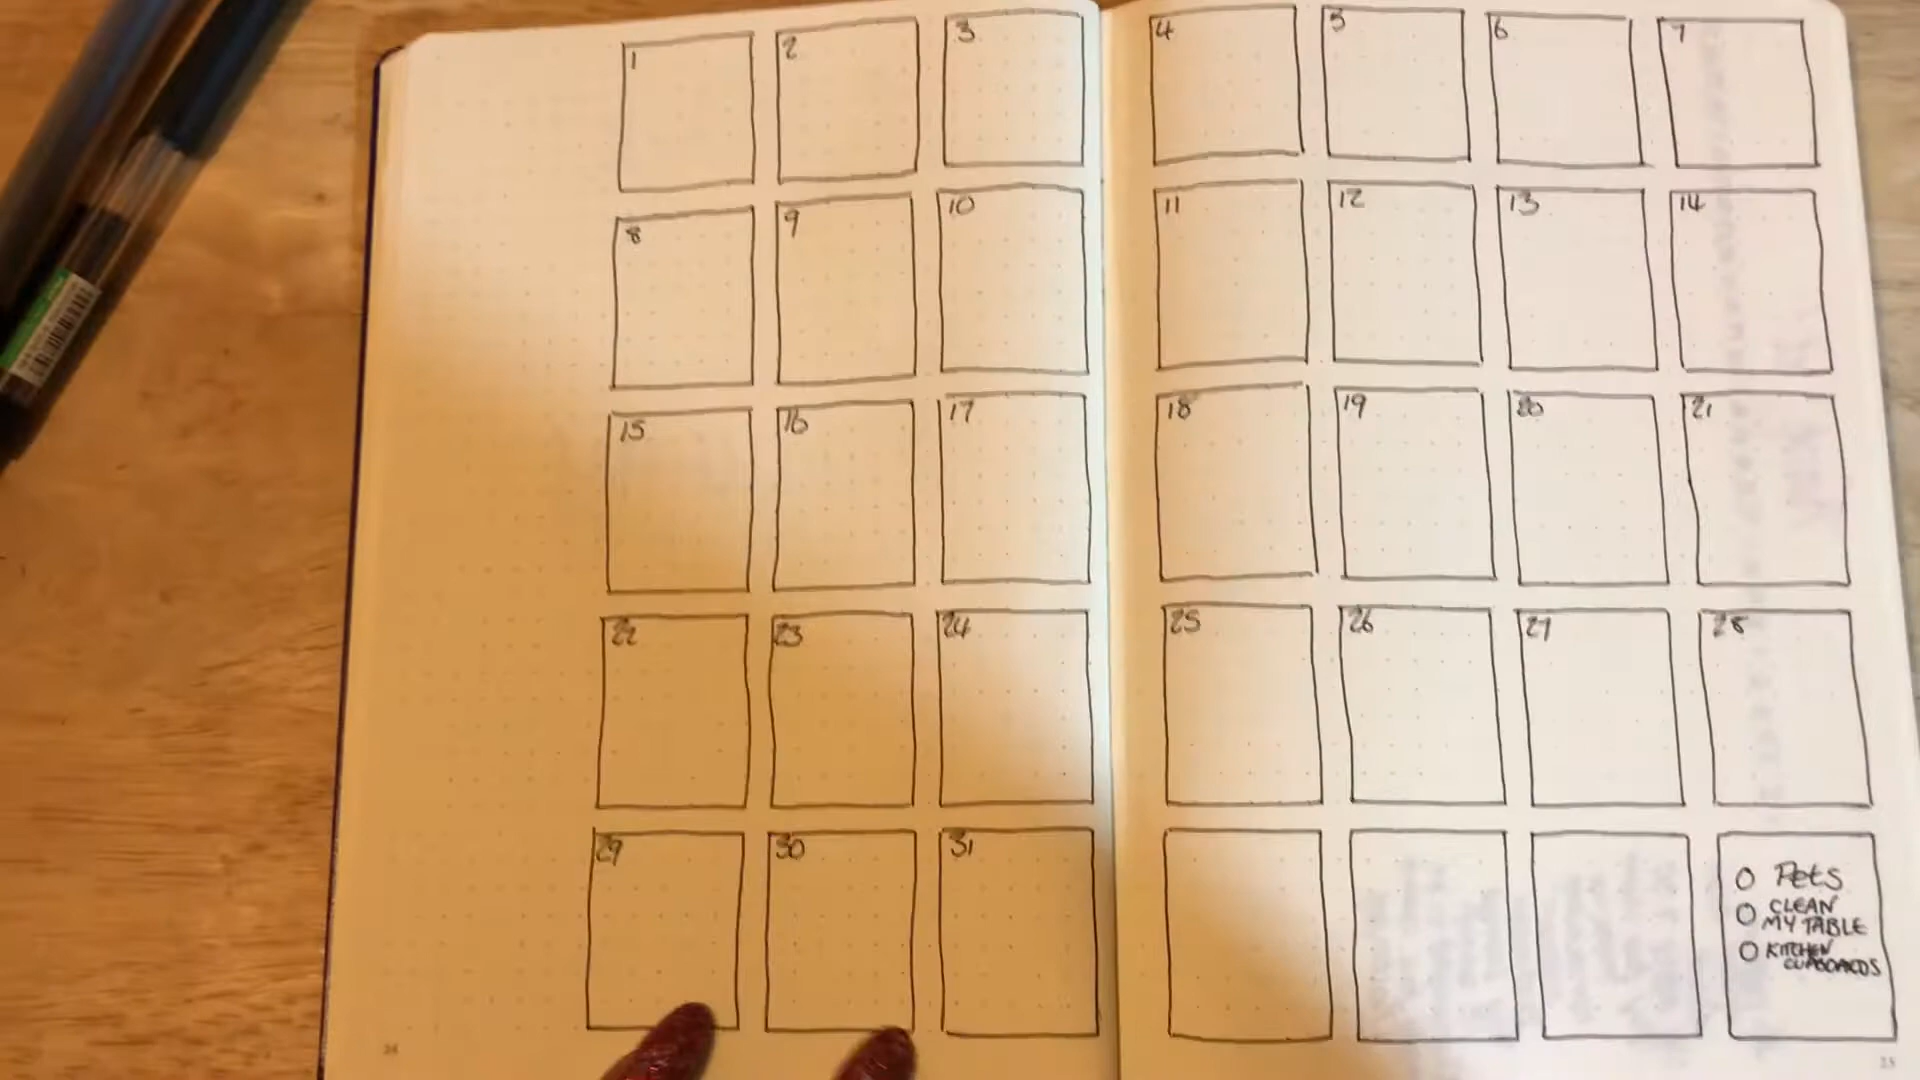 1 2 3 4 5 6 7
8 9 10 11 12 13 14
15 16 17 18 19 20 21
22 23 24 25 26 27 28
29 30 31
O Pets
O CLEAN
MY TABLE
O KITCHEN
CUPBOARDS